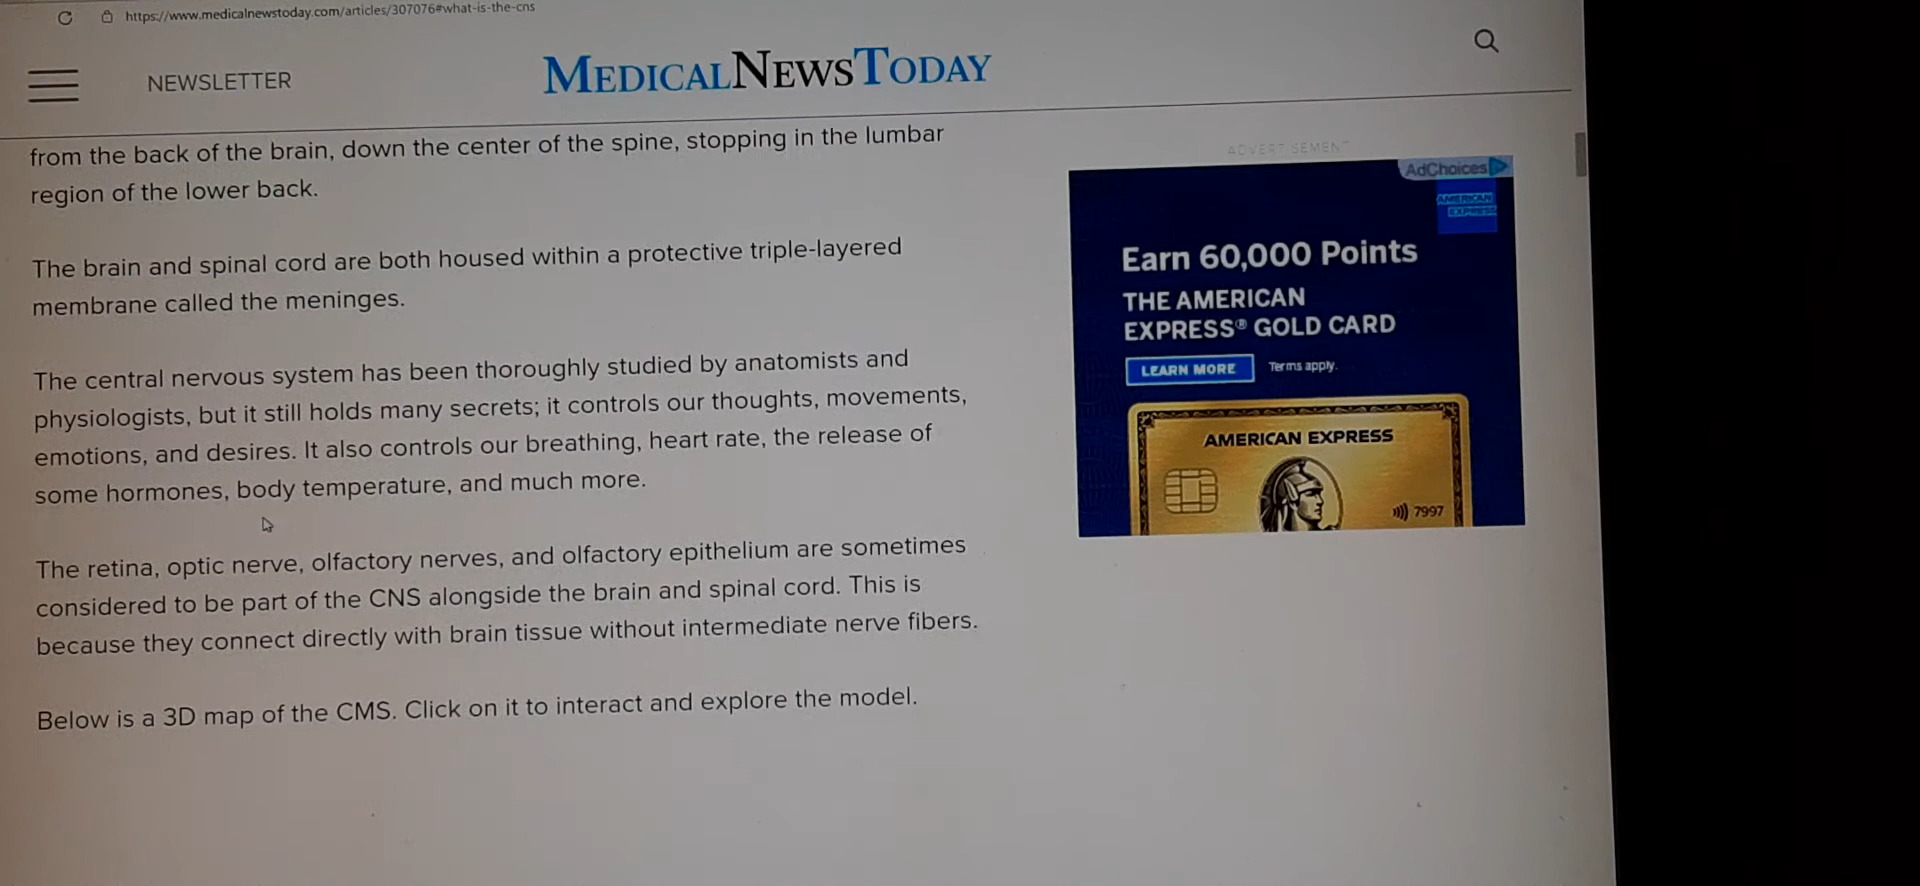 https://www.medicalnewstoday.com/articles/307076#what-is-the-cns
NEWSLETTER
MEDICALNEWSTODAY
from the back of the brain, down the center of the spine, stopping in the lumbar
region of the lower back.
The brain and spinal cord are both housed within a protective triple-layered
membrane called the meninges.
The central nervous system has been thoroughly studied by anatomists and
physiologists, but it still holds many secrets; it controls our thoughts, movements,
emotions, and desires. It also controls our breathing, heart rate, the release of
some hormones, body temperature, and much more.
The retina, optic nerve, olfactory nerves, and olfactory epithelium are sometimes
considered to be part of the CNS alongside the brain and spinal cord. This is
because they connect directly with brain tissue without intermediate nerve fibers.
Below is a 3D map of the CMS. Click on it to interact and explore the model.
ADVERTISEMENT
AdChoices
AMERICAN
EXPRESS
Earn 60,000 Points
THE AMERICAN
EXPRESS® GOLD CARD
LEARN MORE
Terms apply.
AMERICAN EXPRESS
7997